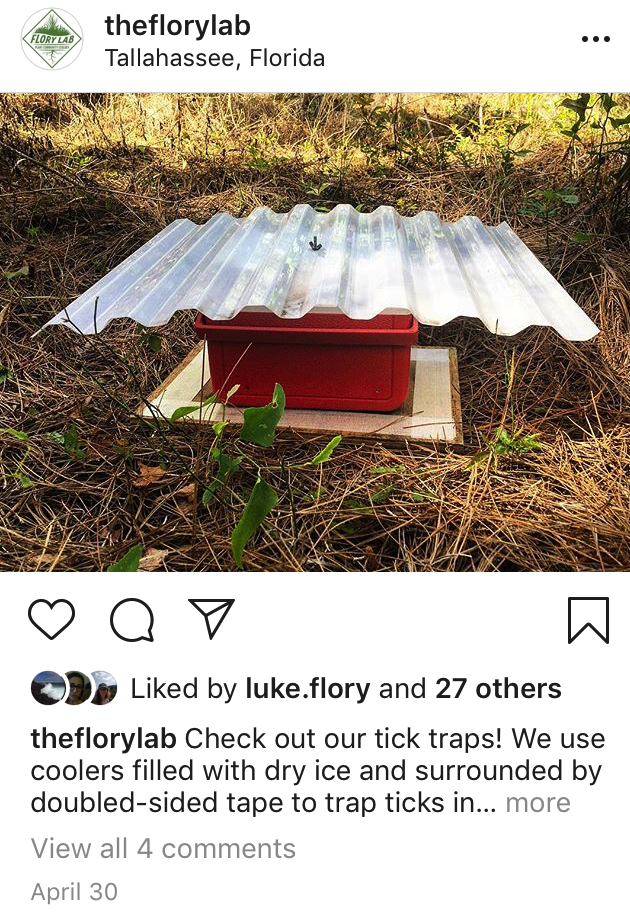 FLORY LAB
theflorylab
Tallahassee, Florida
Liked by luke.flory and 27 others
theflorylab Check out our tick traps! We use
coolers filled with dry ice and surrounded by
doubled-sided tape to trap ticks in... more
View all 4 comments
April 30